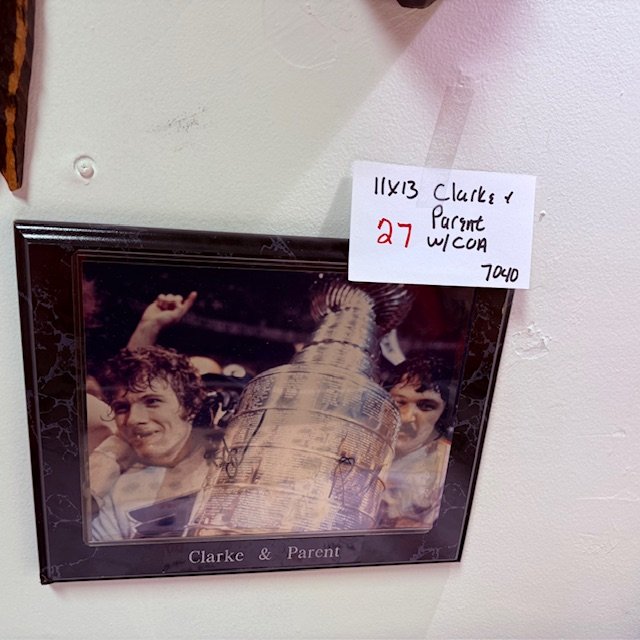 11x13 Clarke &
27 Parent
w/COA
7040
Clarke & Parent